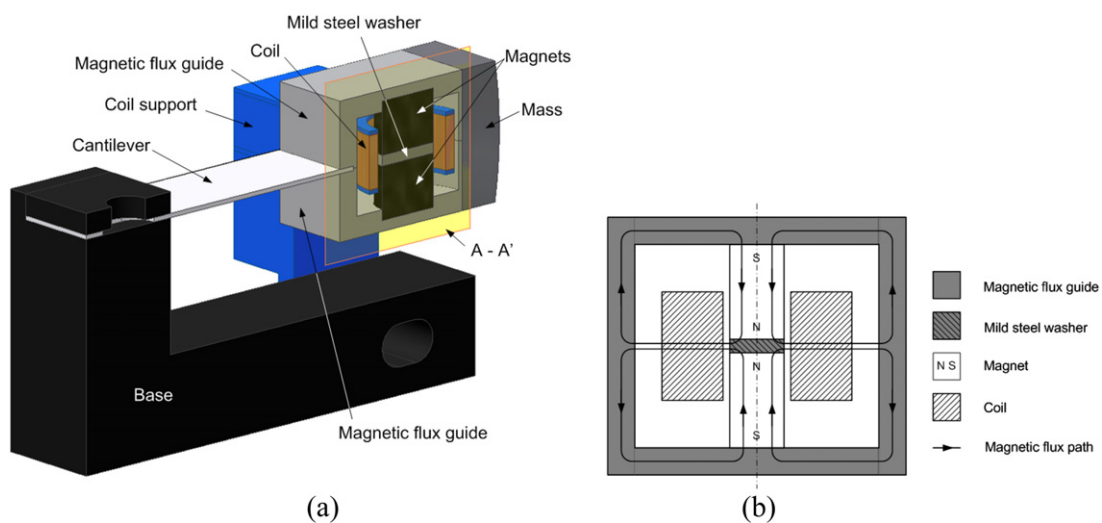 Mild steel washer
Coil
Magnets
Magnetic flux guide
Mass
Coil support
Cantilever
A - A'
Base
Magnetic flux guide
(a)
S
N
N
S
Magnetic flux guide
Mild steel washer
N S Magnet
Coil
Magnetic flux path
(b)